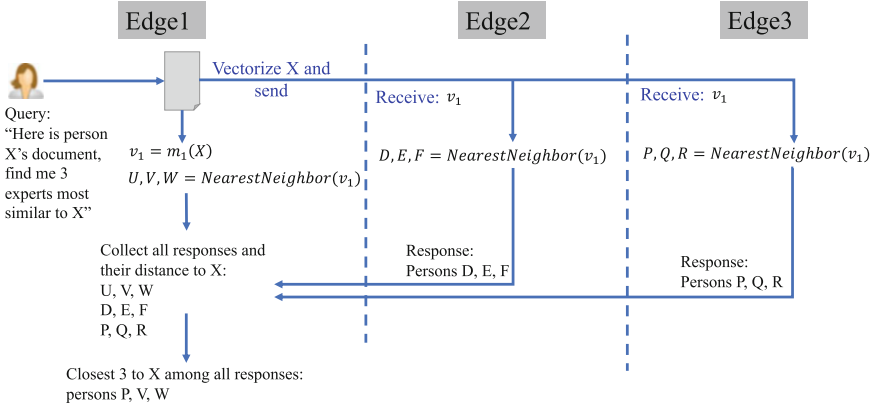 Edge1
Edge2
Edge3
Vectorize X and
send
Receive: v₁
Receive: v₁
Query:
“Here is person
X’s document,
find me 3
experts most
similar to X”
v₁ = m₁(X)
U, V, W = NearestNeighbor(v₁)
D, E, F = NearestNeighbor(v₁)
P, Q, R = NearestNeighbor(v₁)
Collect all responses and
their distance to X:
U, V, W
D, E, F
P, Q, R
Response:
Persons D, E, F
Response:
Persons P, Q, R
Closest 3 to X among all responses:
persons P, V, W